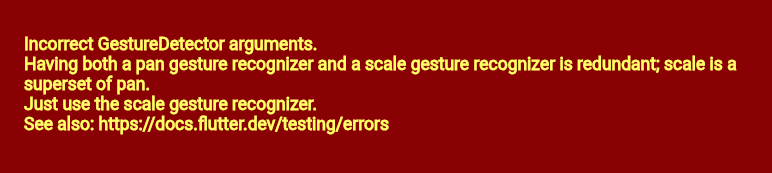 Incorrect GestureDetector arguments.
Having both a pan gesture recognizer and a scale gesture recognizer is redundant; scale is a
superset of pan.
Just use the scale gesture recognizer.
See also: https://docs.flutter.dev/testing/errors